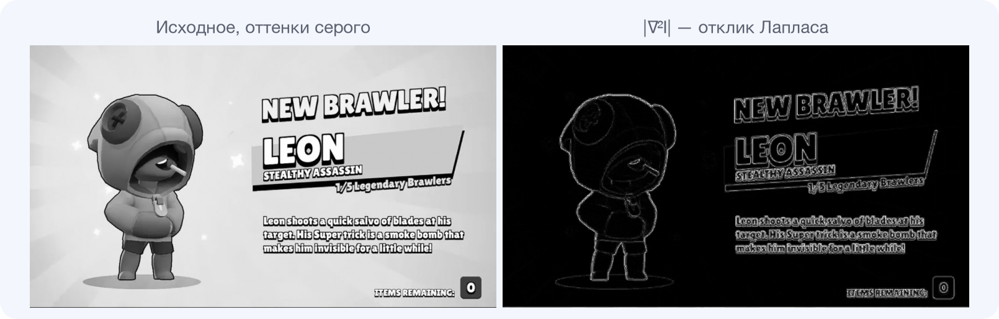 Исходное, оттенки серого
NEW BRAWLER!
LEON
STEALTHY ASSASSIN
1/5 Legendary Brawlers
Leon shoots a quick salvo of blades at his
target. His Super trick is a smoke bomb that
makes him invisible for a little while!
ITEMS REMAINING: 0
|∇²I| — отклик Лапласа
NEW BRAWLER!
LEON
STEALTHY ASSASSIN
1/5 Legendary Brawlers
Leon shoots a quick salvo of blades at his
target. His Super trick is a smoke bomb that
makes him invisible for a little while!
ITEMS REMAINING: 0